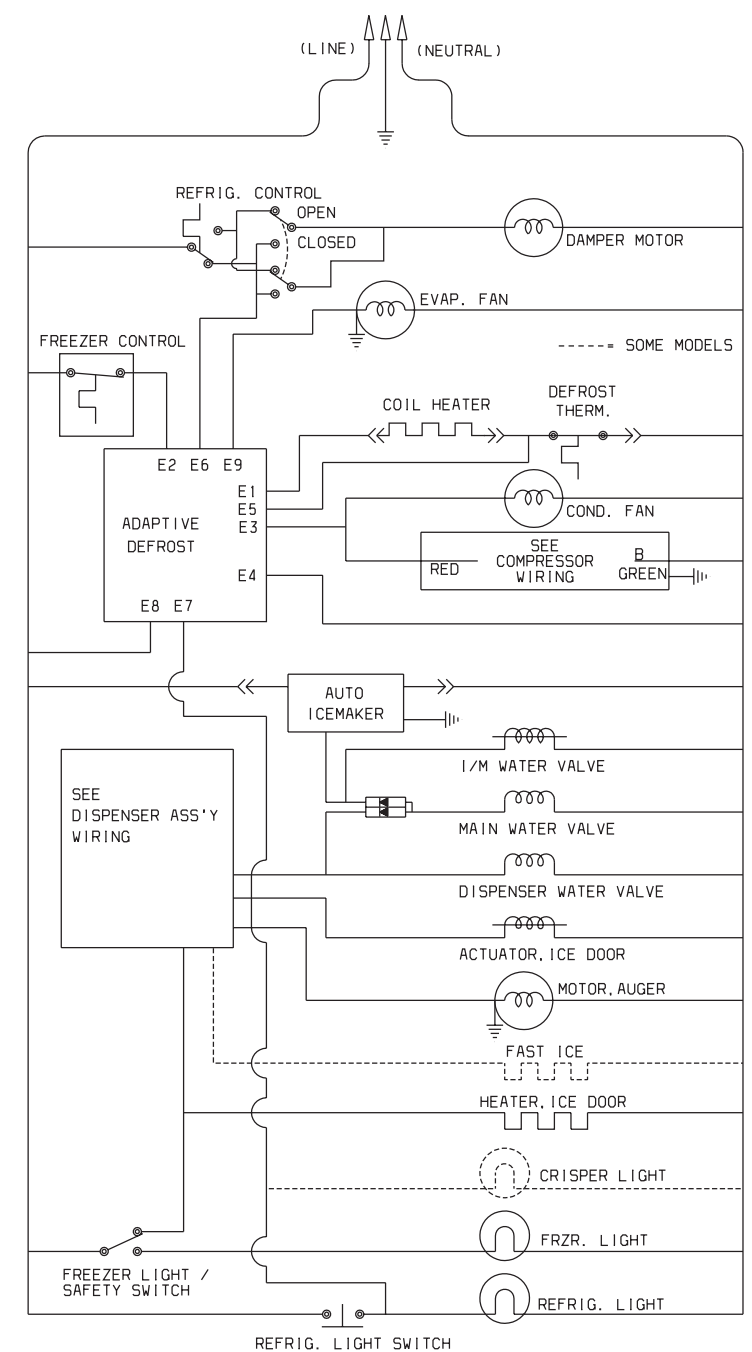 (LINE)
(NEUTRAL)
REFRIG. CONTROL
OPEN
CLOSED
DAMPER MOTOR
EVAP. FAN
FREEZER CONTROL
-----= SOME MODELS
COIL HEATER
DEFROST
THERM.
E2 E6 E9
E1
E5
E3
ADAPTIVE
DEFROST
COND. FAN
SEE
COMPRESSOR
WIRING
RED
B
GREEN
E4
E8 E7
AUTO
ICEMAKER
I/M WATER VALVE
SEE
DISPENSER ASS'Y
WIRING
MAIN WATER VALVE
DISPENSER WATER VALVE
ACTUATOR, ICE DOOR
MOTOR, AUGER
FAST ICE
HEATER, ICE DOOR
CRISPER LIGHT
FRZR. LIGHT
FREEZER LIGHT /
SAFETY SWITCH
REFRIG. LIGHT
REFRIG. LIGHT SWITCH